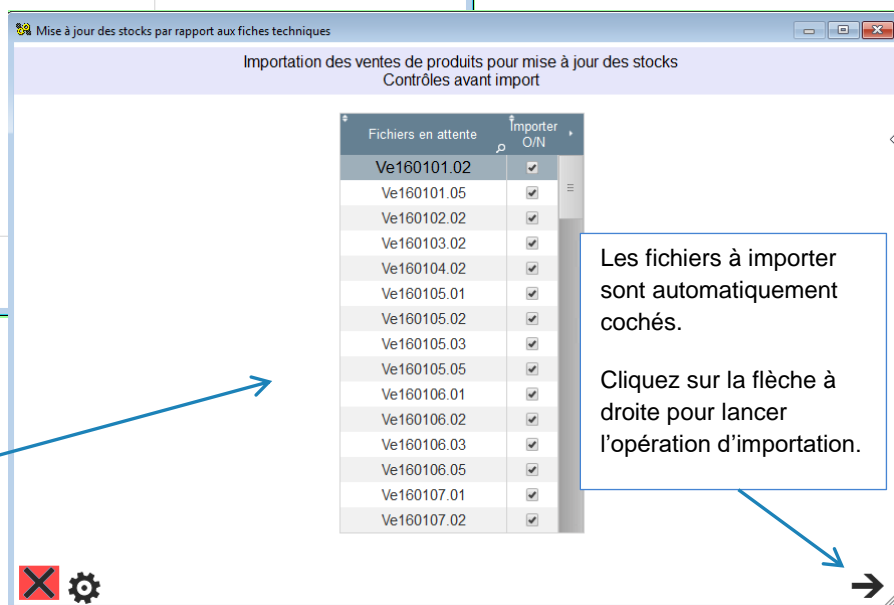 Mise à jour des stocks par rapport aux fiches techniques
Importation des ventes de produits pour mise à jour des stocks
Contrôles avant import
Fichiers en attente
Importer
O/N
Ve160101.02
Ve160101.05
Ve160102.02
Ve160103.02
Ve160104.02
Ve160105.01
Ve160105.02
Ve160105.03
Ve160105.05
Ve160106.01
Ve160106.02
Ve160106.03
Ve160106.05
Ve160107.01
Ve160107.02
Les fichiers à importer
sont automatiquement
cochés.
Cliquez sur la flèche à
droite pour lancer
l'opération d'importation.